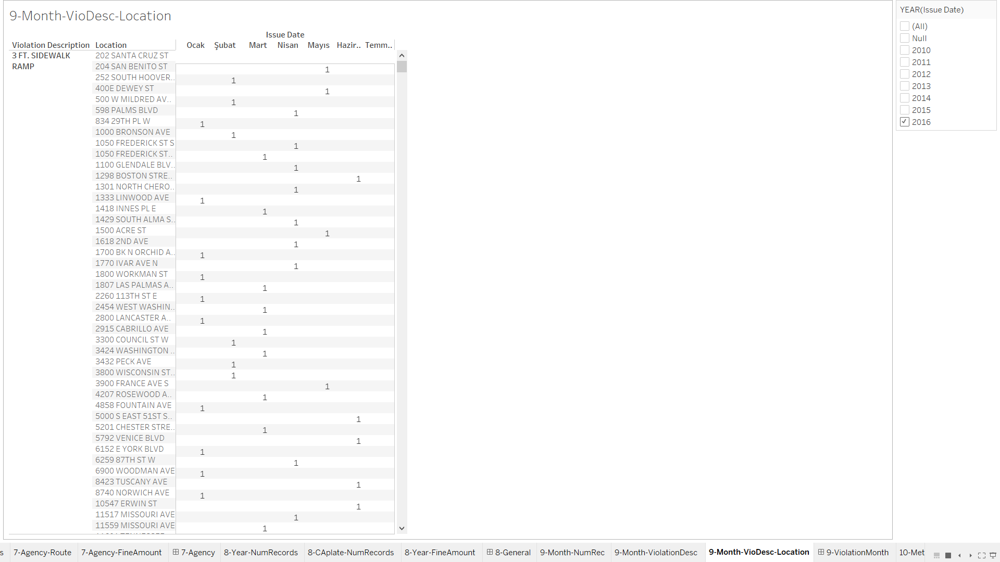 9-Month-VioDesc-Location
Issue Date
Violation Description Location Ocak Şubat Mart Nisan Mayıs Hazir.. Temm..
3 FT. SIDEWALK RAMP
202 SANTA CRUZ ST
204 SAN BENITO ST 1
252 SOUTH HOOVER.. 1
400E DEWEY ST 1
500 W MILDRED AV.. 1
598 PALMS BLVD 1
834 29TH PL W 1
1000 BRONSON AVE 1
1050 FREDERICK ST S 1
1050 FREDERICK ST.. 1
1100 GLENDALE BLV.. 1
1298 BOSTON STRE.. 1
1301 NORTH CHERO.. 1
1333 LINWOOD AVE 1
1418 INNES PL E 1
1429 SOUTH ALMA S.. 1
1500 ACRE ST 1
1618 2ND AVE 1
1700 BK N ORCHID A.. 1
1770 IVAR AVE N 1
1800 WORKMAN ST 1
1807 LAS PALMAS A.. 1
2260 113TH ST E 1
2454 WEST WASHIN.. 1
2800 LANCASTER A.. 1
2915 CABRILLO AVE 1
3300 COUNCIL ST W 1
3424 WASHINGTON .. 1
3432 PECK AVE 1
3800 WISCONSIN ST.. 1
3900 FRANCE AVE S 1
4207 ROSEWOOD A.. 1
4858 FOUNTAIN AVE 1
5000 S EAST 51ST S.. 1
5201 CHESTER STRE.. 1
5792 VENICE BLVD 1
6152 E YORK BLVD 1
6259 87TH ST W 1
6900 WOODMAN AVE 1
8423 TUSCANY AVE 1
8740 NORWICH AVE 1
10547 ERWIN ST 1
11517 MISSOURI AVE 1
11559 MISSOURI AVE 1
YEAR(Issue Date)
(All)
Null
2010
2011
2012
2013
2014
2015
2016
s 7-Agency-Route 7-Agency-FineAmount 7-Agency 8-Year-NumRecords 8-CAplate-NumRecords 8-Year-FineAmount 8-General 9-Month-NumRec 9-Month-ViolationDesc 9-Month-VioDesc-Location 9-ViolationMonth 10-Met